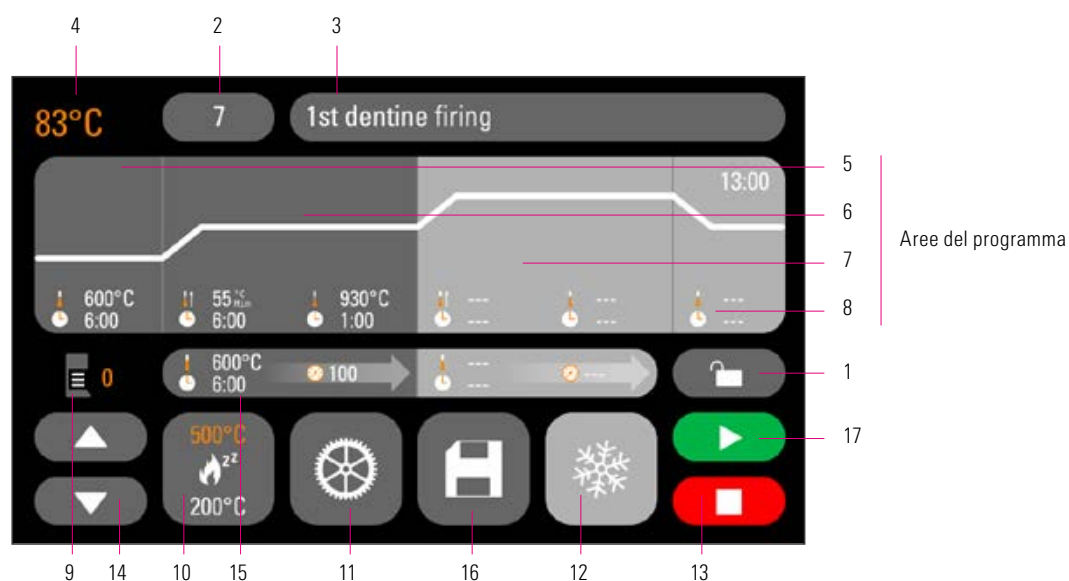 4 2 3
83°C 7 1st dentine firing
5
13:00
6
Aree del programma
7
600°C 55 °C/Min 930°C --- --- ---
8
6:00 6:00 1:00 --- --- ---
600°C
0 100 --- ---
6:00 ---
1
17
500°C
zz
200°C
9 14 10 15 11 16 12 13